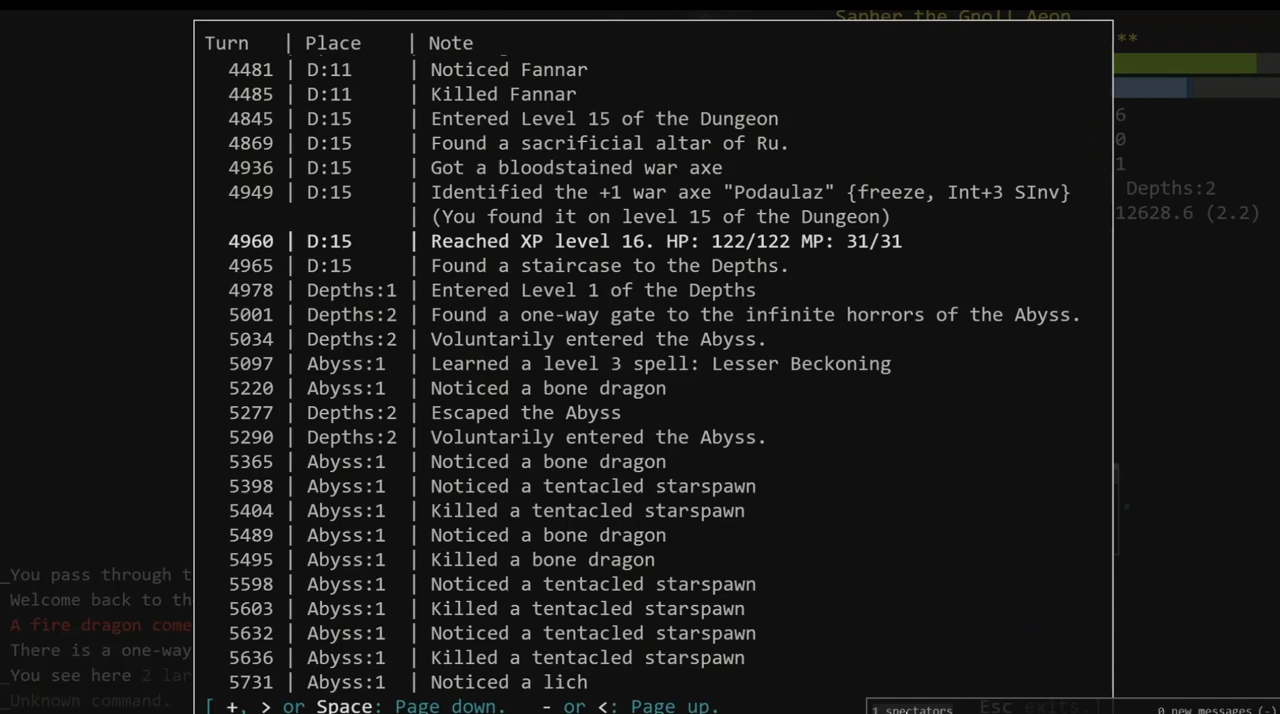 Sapher the Gnoll Aeon
**
Turn | Place | Note
4481 | D:11 | Noticed Fannar
4485 | D:11 | Killed Fannar
4845 | D:15 | Entered Level 15 of the Dungeon
4869 | D:15 | Found a sacrificial altar of Ru.
4936 | D:15 | Got a bloodstained war axe
4949 | D:15 | Identified the +1 war axe "Podaulaz" {freeze, Int+3 SInv}
| (You found it on level 15 of the Dungeon)
4960 | D:15 | Reached XP level 16. HP: 122/122 MP: 31/31
4965 | D:15 | Found a staircase to the Depths.
4978 | Depths:1 | Entered Level 1 of the Depths
5001 | Depths:2 | Found a one-way gate to the infinite horrors of the Abyss.
5034 | Depths:2 | Voluntarily entered the Abyss.
5097 | Abyss:1 | Learned a level 3 spell: Lesser Beckoning
5220 | Abyss:1 | Noticed a bone dragon
5277 | Depths:2 | Escaped the Abyss
5290 | Depths:2 | Voluntarily entered the Abyss.
5365 | Abyss:1 | Noticed a bone dragon
5398 | Abyss:1 | Noticed a tentacled starspawn
5404 | Abyss:1 | Killed a tentacled starspawn
5489 | Abyss:1 | Noticed a bone dragon
5495 | Abyss:1 | Killed a bone dragon
5598 | Abyss:1 | Noticed a tentacled starspawn
5603 | Abyss:1 | Killed a tentacled starspawn
5632 | Abyss:1 | Noticed a tentacled starspawn
5636 | Abyss:1 | Killed a tentacled starspawn
5731 | Abyss:1 | Noticed a lich
[ +, > or Space: Page down. - or <: Page up. Esc exits.]
6
0
1
Depths:2
12628.6 (2.2)
_You pass through t
Welcome back to th
A fire dragon come
There is a one-way
_You see here 2 lar
_Unknown command.
1 spectators
0 new messages (-)